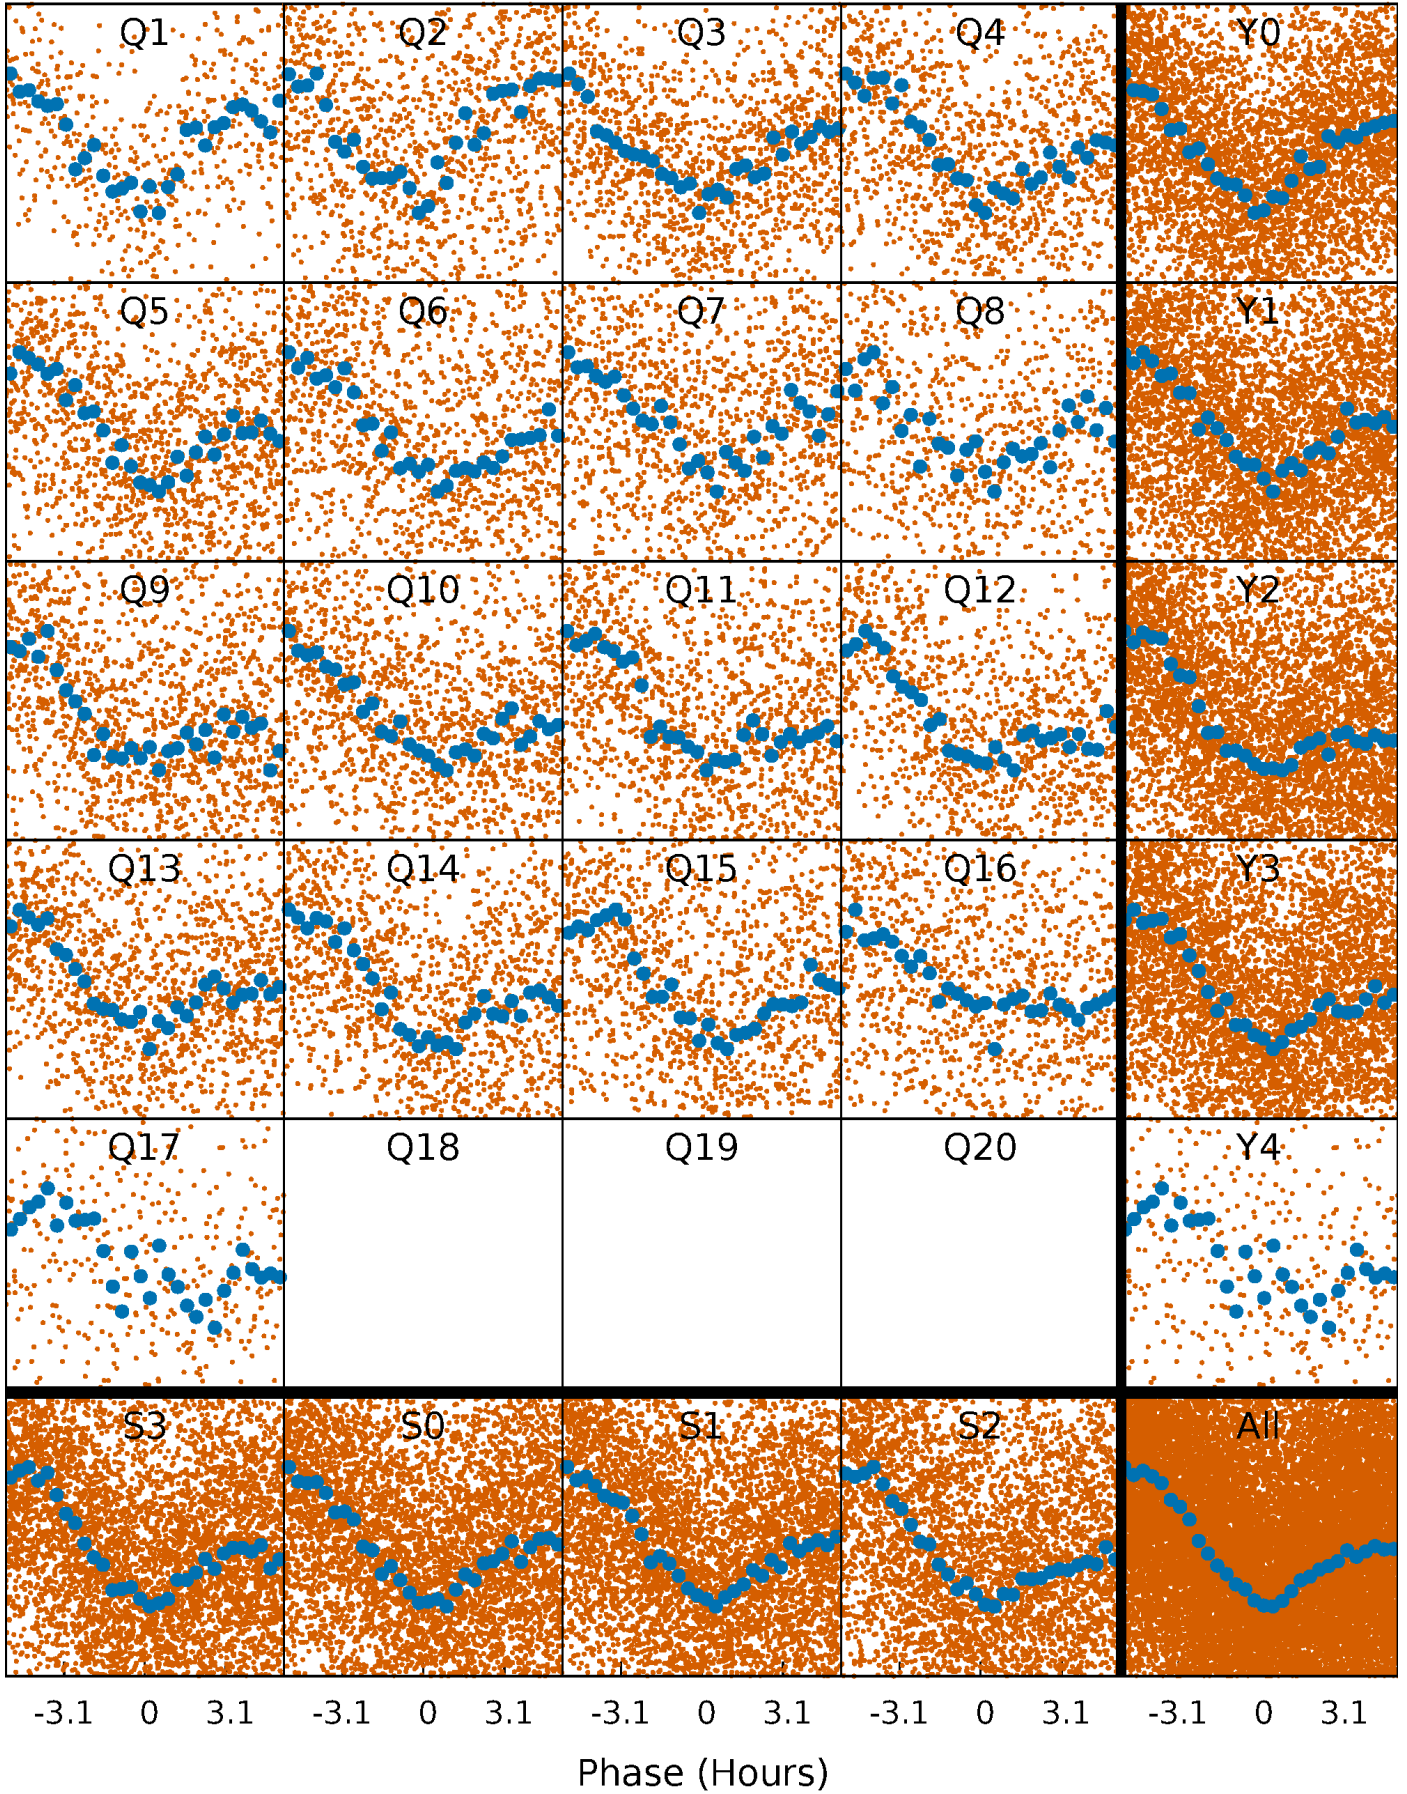 Q1 Q2 Q3 Q4 Y0
Q5 Q6 Q7 Q8 Y1
Q9 Q10 Q11 Q12 Y2
Q13 Q14 Q15 Q16 Y3
Q17 Q18 Q19 Q20 Y4
S3 S0 S1 S2 All
-3.1 0 3.1 -3.1 0 3.1 -3.1 0 3.1 -3.1 0 3.1 -3.1 0 3.1
Phase (Hours)